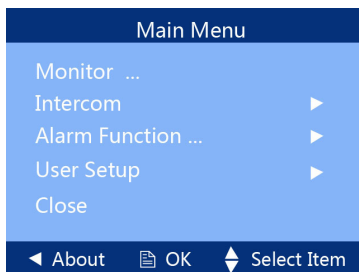 Main Menu
Monitor ...
Intercom
Alarm Function ...
User Setup
Close
About OK Select Item